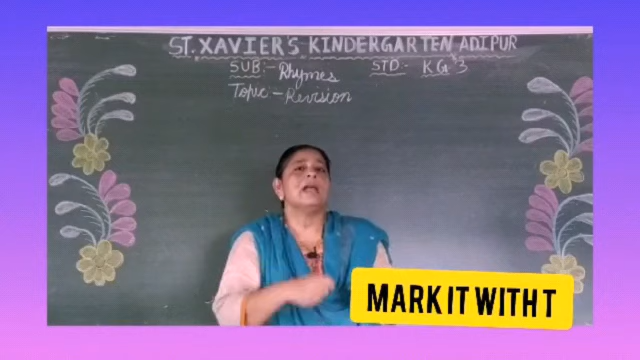 ST. XAVIER'S KINDERGARTEN ADIPUR
SUB:- Rhymes STD:- KG-3
Topic:- Revision
MARK IT WITH T